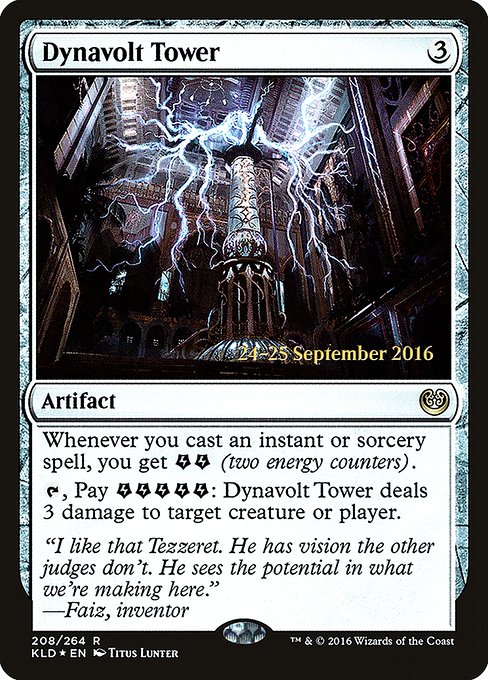 Dynavolt Tower 3
24–25 September 2016
Artifact
Whenever you cast an instant or sorcery
spell, you get (two energy counters).
, Pay : Dynavolt Tower deals
3 damage to target creature or player.
“I like that Tezzeret. He has vision the other
judges don’t. He sees the potential in what
we’re making here.”
—Faiz, inventor
208/264 R
KLD ★ EN Titus Lunter
™ & © 2016 Wizards of the Coast